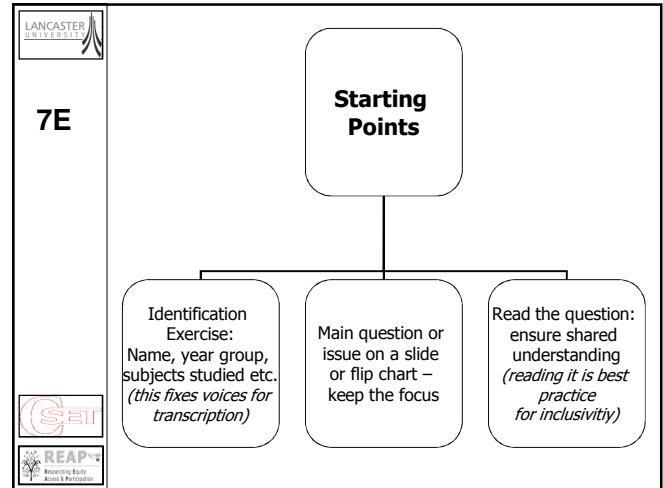 LANCASTER
UNIVERSITY
7E
Starting
Points
Identification
Exercise:
Name, year group,
subjects studied etc.
(this fixes voices for
transcription)
Main question or
issue on a slide
or flip chart –
keep the focus
Read the question:
ensure shared
understanding
(reading it is best
practice
for inclusivitiy)
CSET
REAP
Researching Equity
Access & Participation